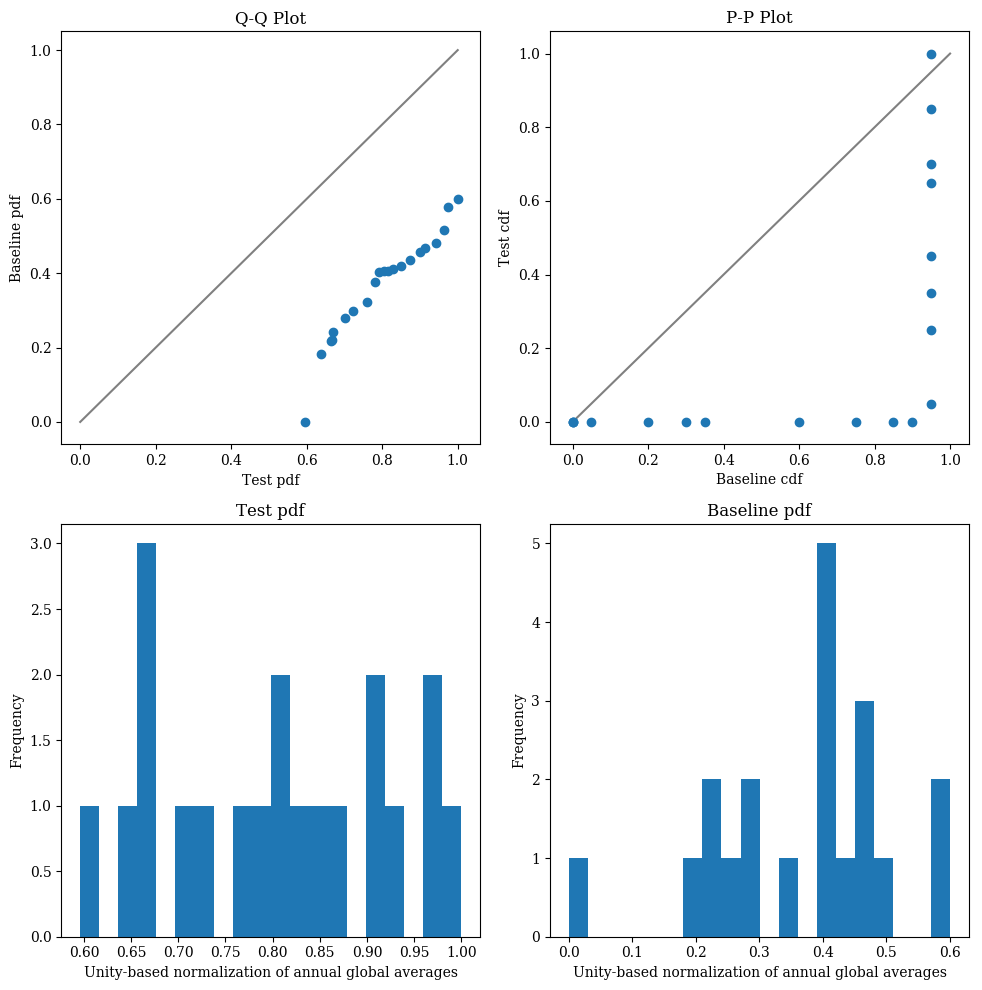 Q-Q Plot
1.0
0.8
0.6
0.4
0.2
0.0
Baseline pdf
0.0 0.2 0.4 0.6 0.8 1.0
Test pdf
P-P Plot
1.0
0.8
0.6
0.4
0.2
0.0
Test cdf
0.0 0.2 0.4 0.6 0.8 1.0
Baseline cdf
Test pdf
3.0
2.5
2.0
1.5
1.0
0.5
0.0
Frequency
0.60 0.65 0.70 0.75 0.80 0.85 0.90 0.95 1.00
Unity-based normalization of annual global averages
Baseline pdf
5
4
3
2
1
0
Frequency
0.0 0.1 0.2 0.3 0.4 0.5 0.6
Unity-based normalization of annual global averages